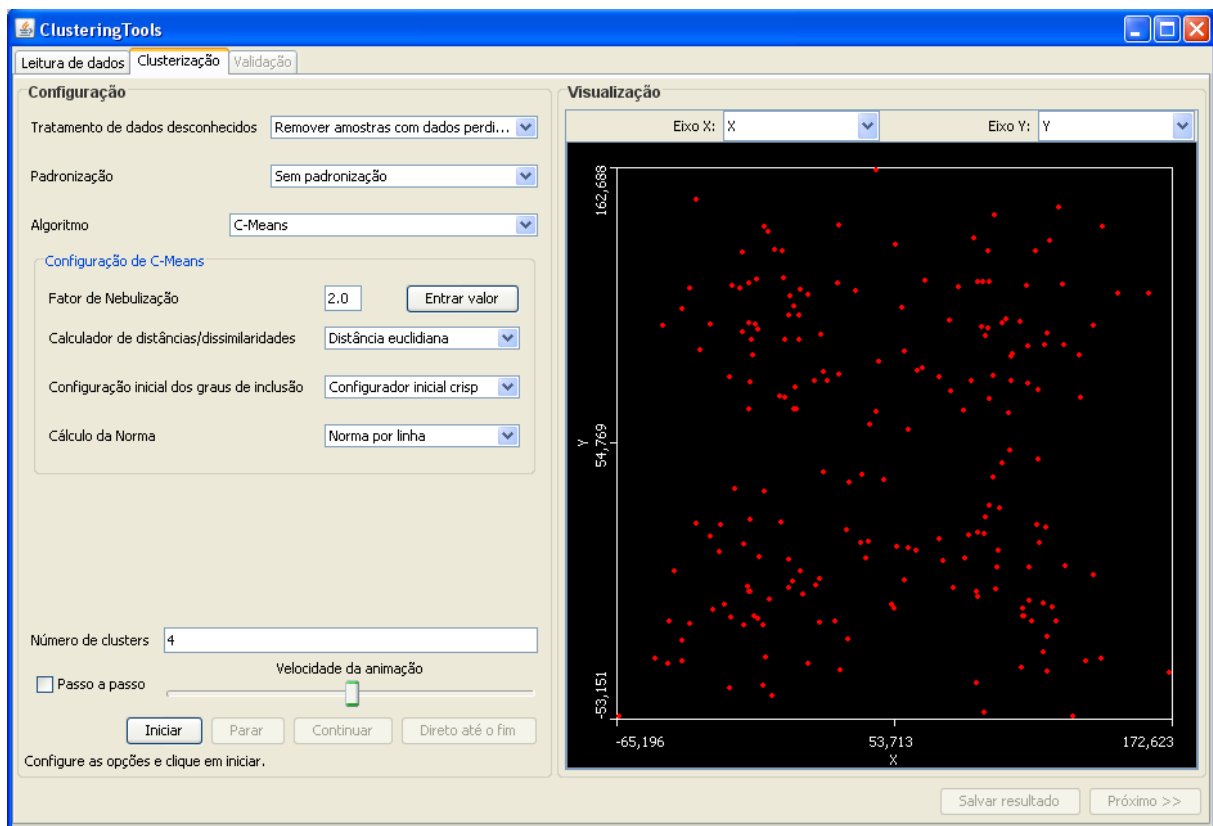 ClusteringTools
Leitura de dados Clusterização Validação
Configuração
Tratamento de dados desconhecidos Remover amostras com dados perdi...
Padronização Sem padronização
Algoritmo C-Means
Configuração de C-Means
Fator de Nebulização 2.0 Entrar valor
Calculador de distâncias/dissimilaridades Distância euclidiana
Configuração inicial dos graus de inclusão Configurador inicial crisp
Cálculo da Norma Norma por linha
Número de clusters 4
Velocidade da animação
Passo a passo
Iniciar Parar Continuar Direto até o fim
Configure as opções e clique em iniciar.
Visualização
Eixo X: X Eixo Y: Y
162,688
Y
54,769
-53,151
-65,196 53,713 172,623
X
Salvar resultado Próximo >>